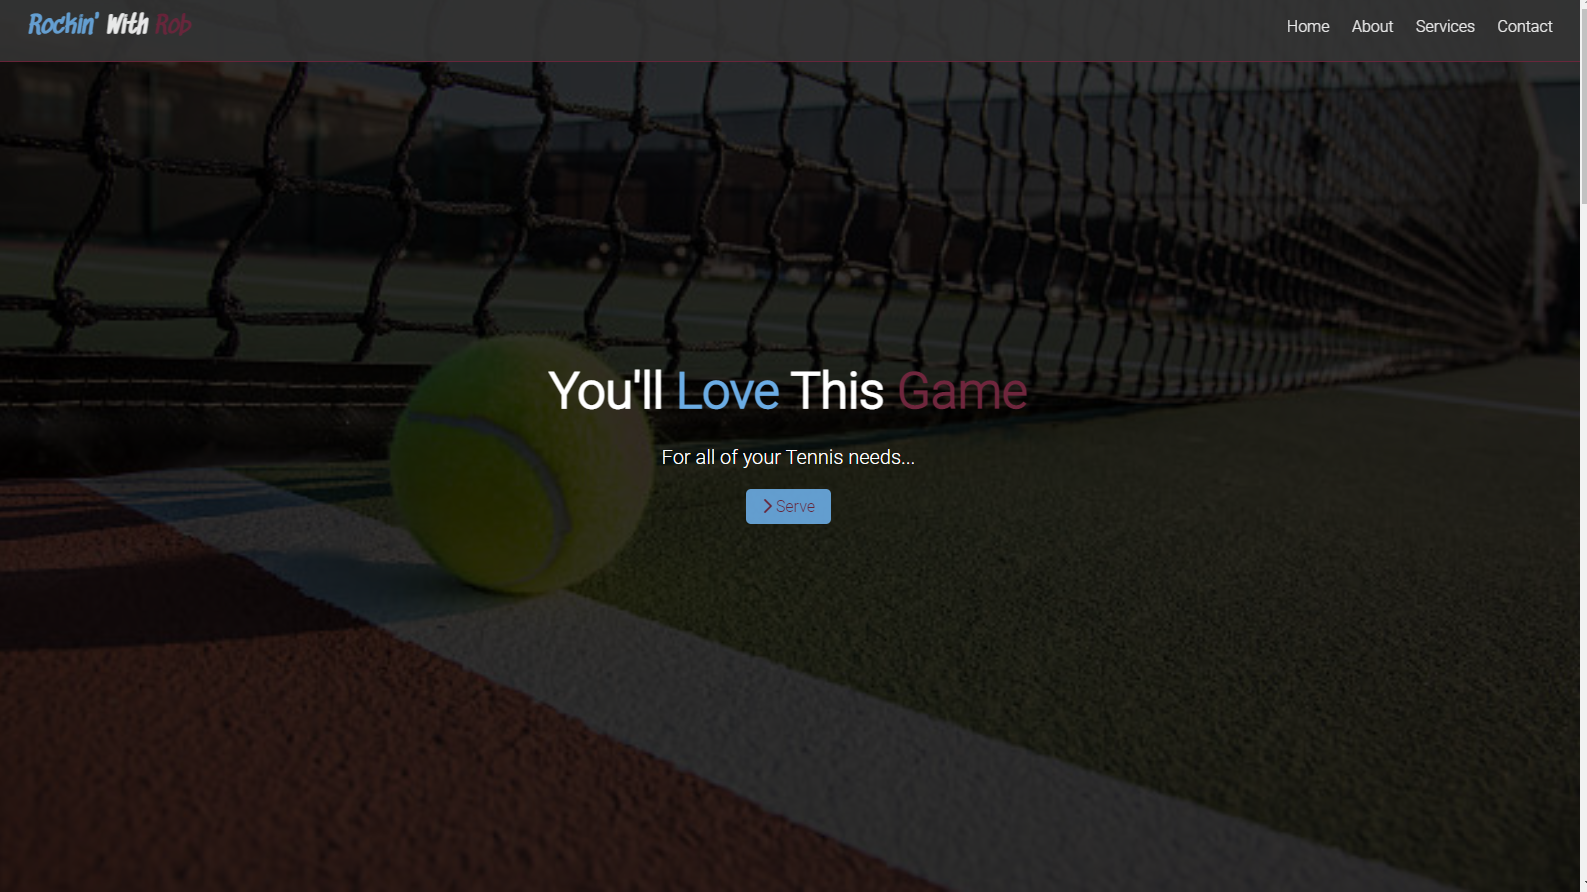 Rockin' With Rob
Home About Services Contact
You'll Love This Game
For all of your Tennis needs...
Serve